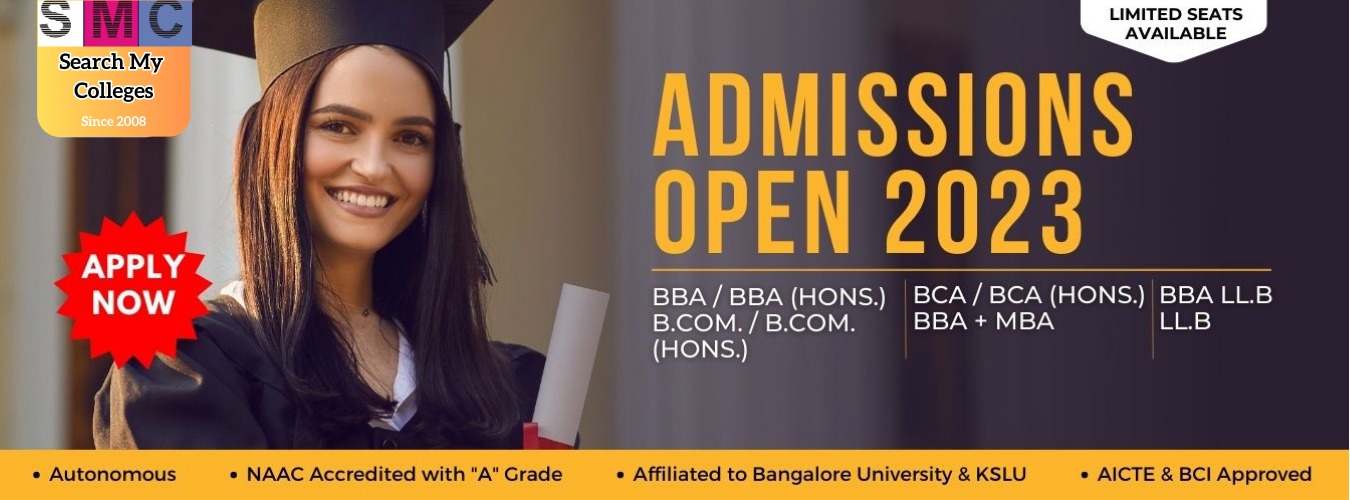 SMC
Search My
Colleges
Since 2008
LIMITED SEATS
AVAILABLE
ADMISSIONS
OPEN 2023
APPLY
NOW
BBA / BBA (HONS.)
B.COM. / B.COM.
(HONS.)
BCA / BCA (HONS.)
BBA + MBA
BBA LL.B
LL.B
• Autonomous • NAAC Accredited with "A" Grade • Affiliated to Bangalore University & KSLU • AICTE & BCI Approved